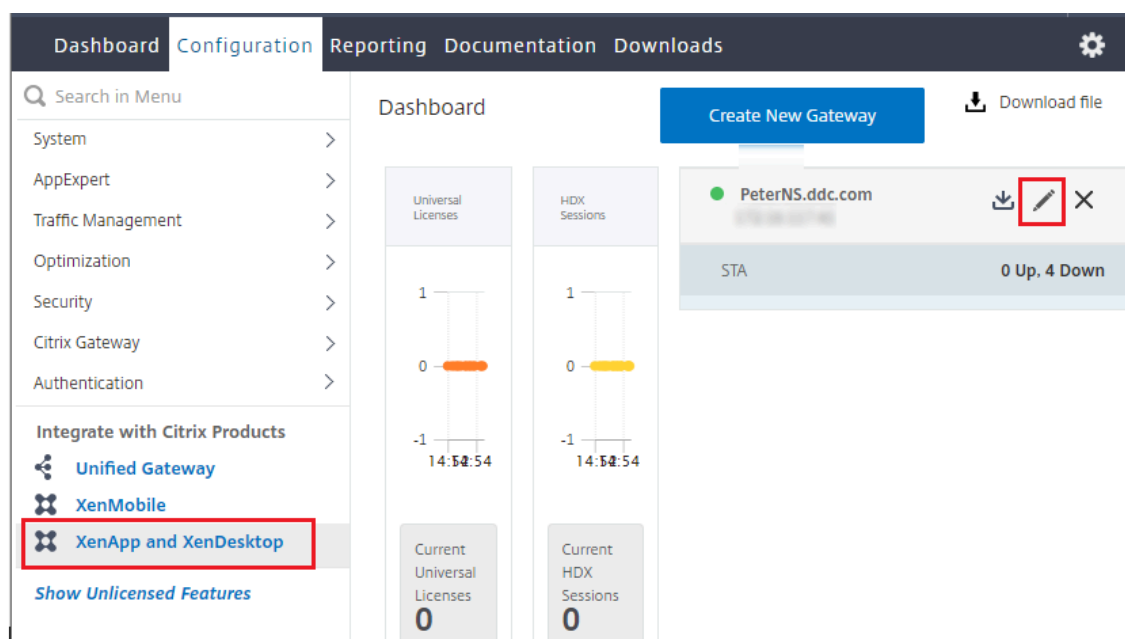 Dashboard Configuration Reporting Documentation Downloads
Search in Menu
System
AppExpert
Traffic Management
Optimization
Security
Citrix Gateway
Authentication
Integrate with Citrix Products
Unified Gateway
XenMobile
XenApp and XenDesktop
Show Unlicensed Features
Dashboard
Create New Gateway
Download file
Universal
Licenses
1
0
-1
Current
Universal
Licenses
0
HDX
Sessions
1
0
-1
Current
HDX
Sessions
0
PeterNS.ddc.com
STA 0 Up, 4 Down